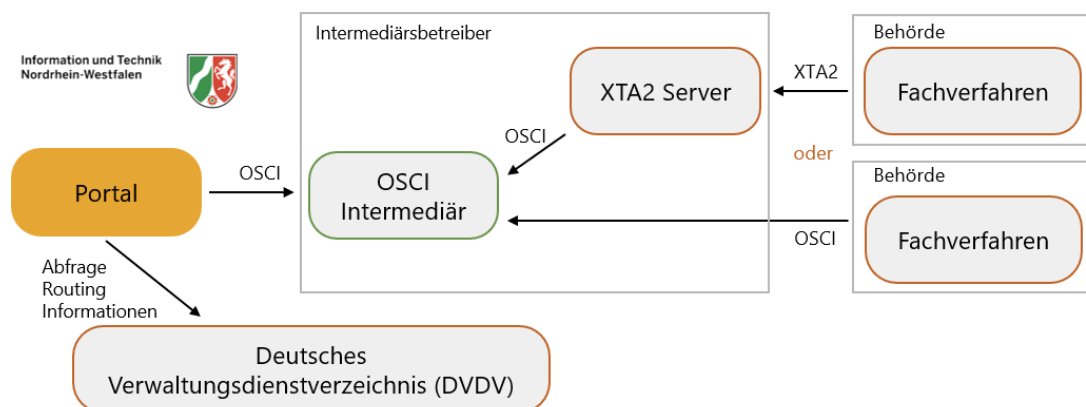 Information und Technik
Nordrhein-Westfalen
Intermediärsbetreiber
Behörde
XTA2 Server
XTA2
Fachverfahren
OSCI
oder
Portal
OSCI
OSCI
Intermediär
Behörde
OSCI
Fachverfahren
Abfrage
Routing
Informationen
Deutsches
Verwaltungsdienstverzeichnis (DVDV)